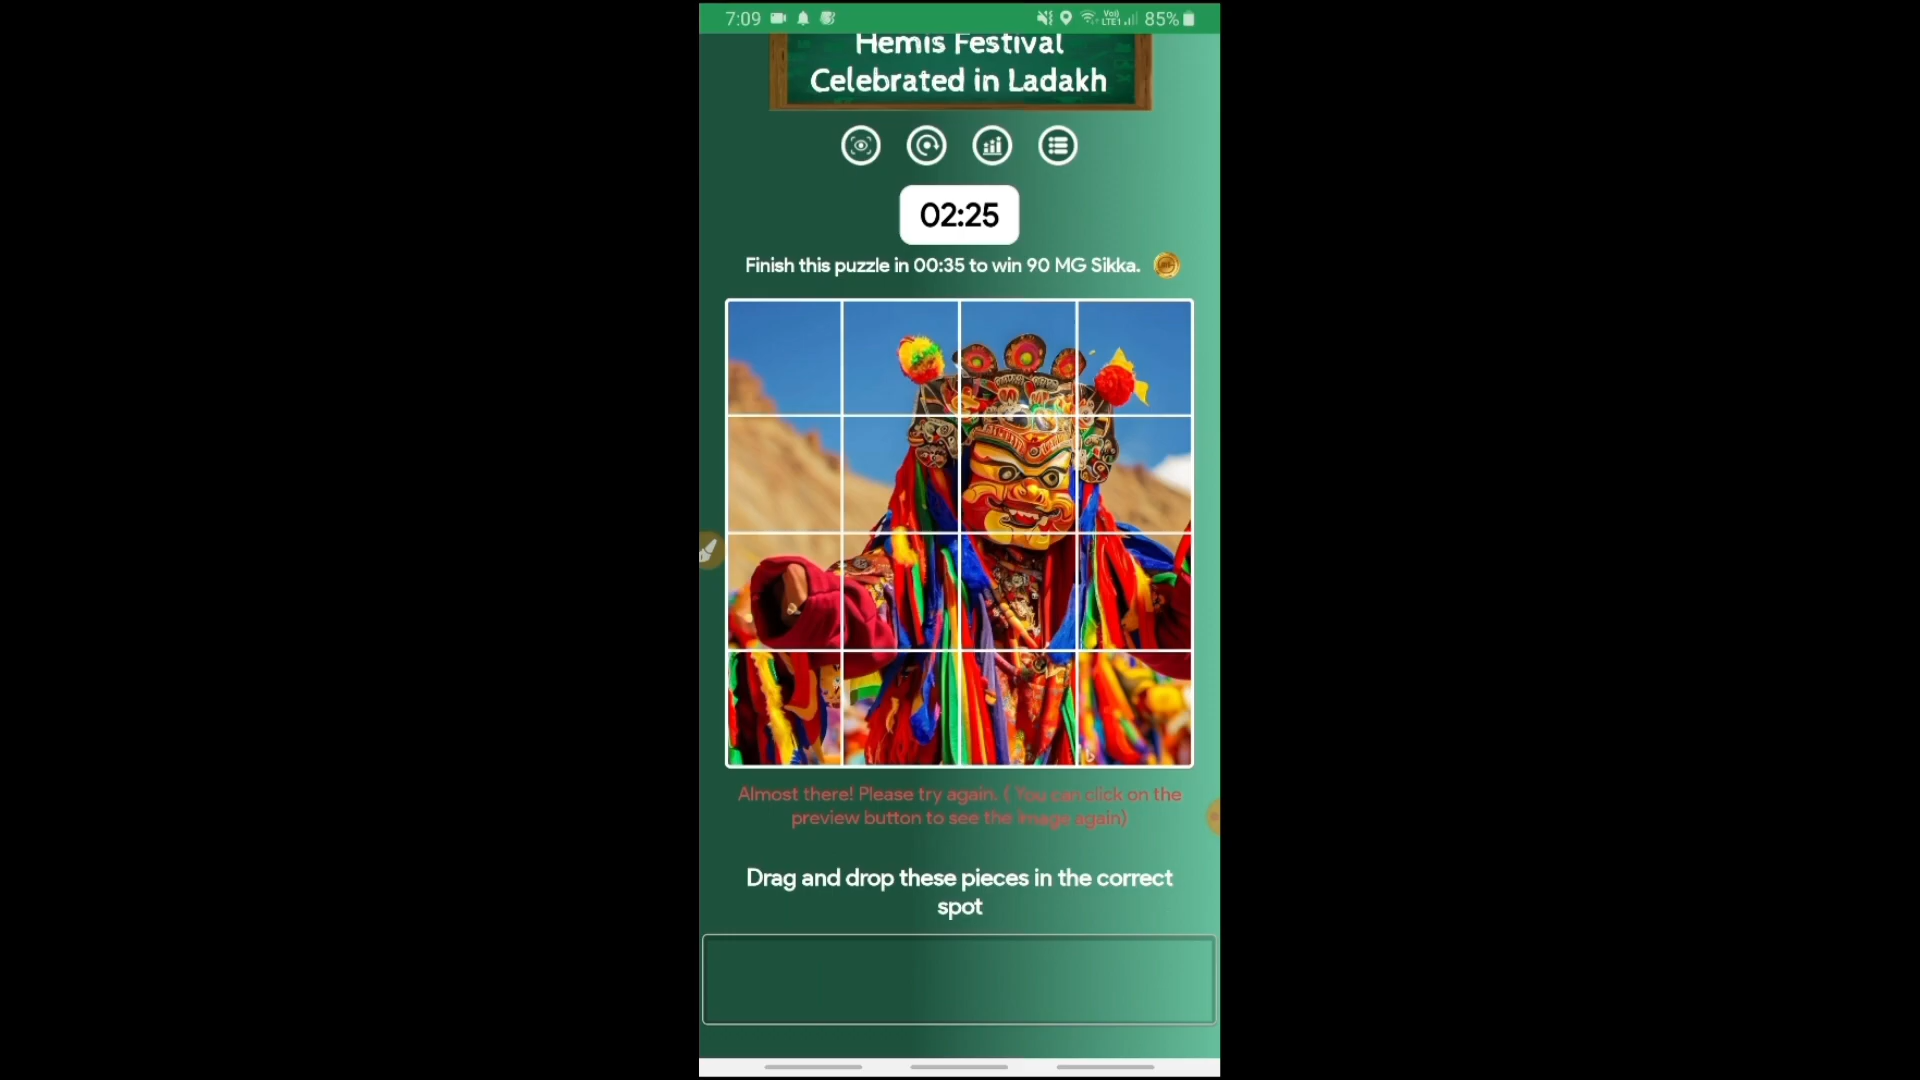 7:09
Vo)) LTE1 85%
Hemis Festival
Celebrated in Ladakh
02:25
Finish this puzzle in 00:35 to win 90 MG Sikka.
Almost there! Please try again. ( You can click on the
preview button to see the image again)
Drag and drop these pieces in the correct
spot